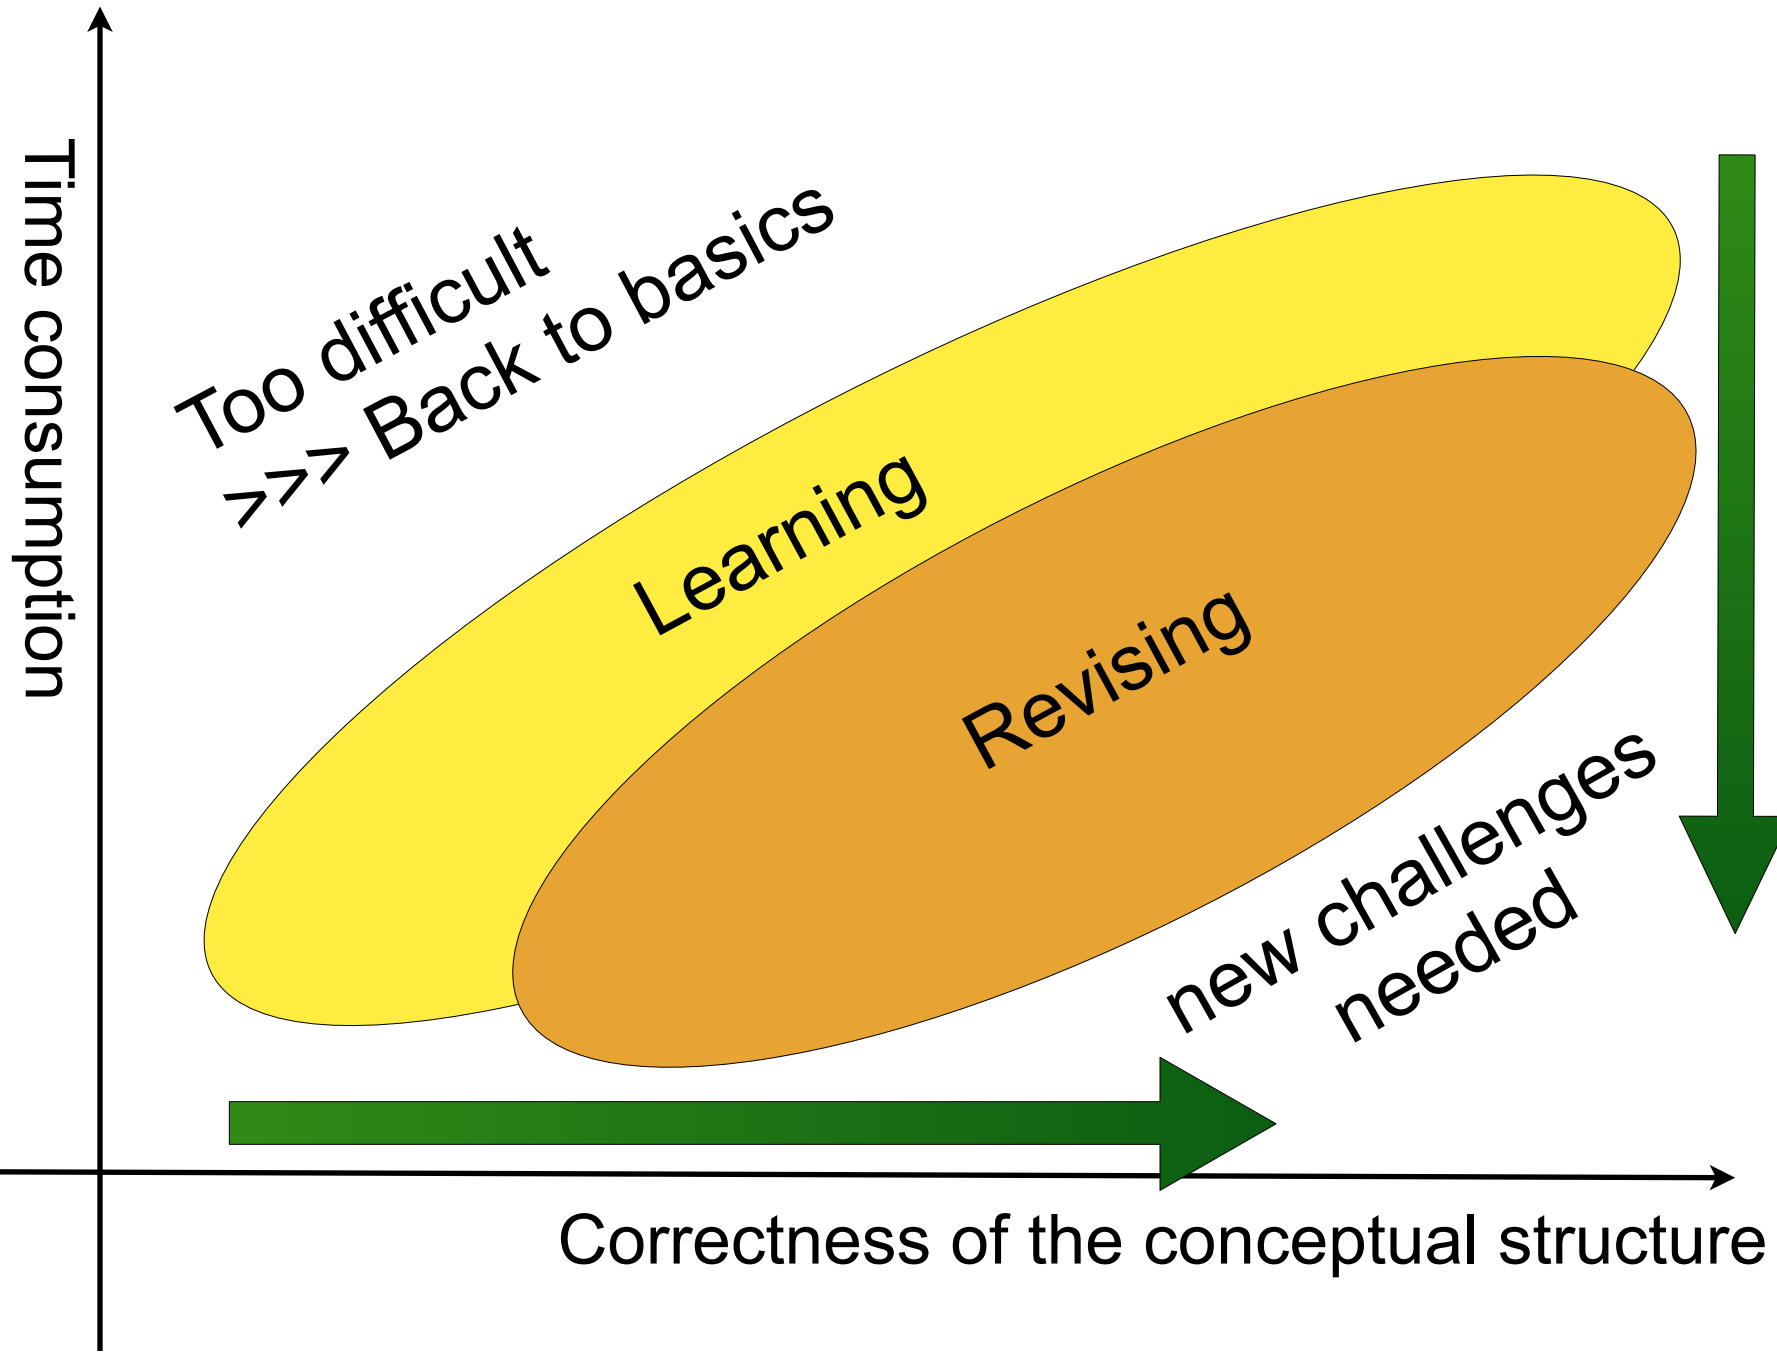 Time consumption
Too difficult
>>> Back to basics
Learning
Revising
new challenges
needed
Correctness of the conceptual structure